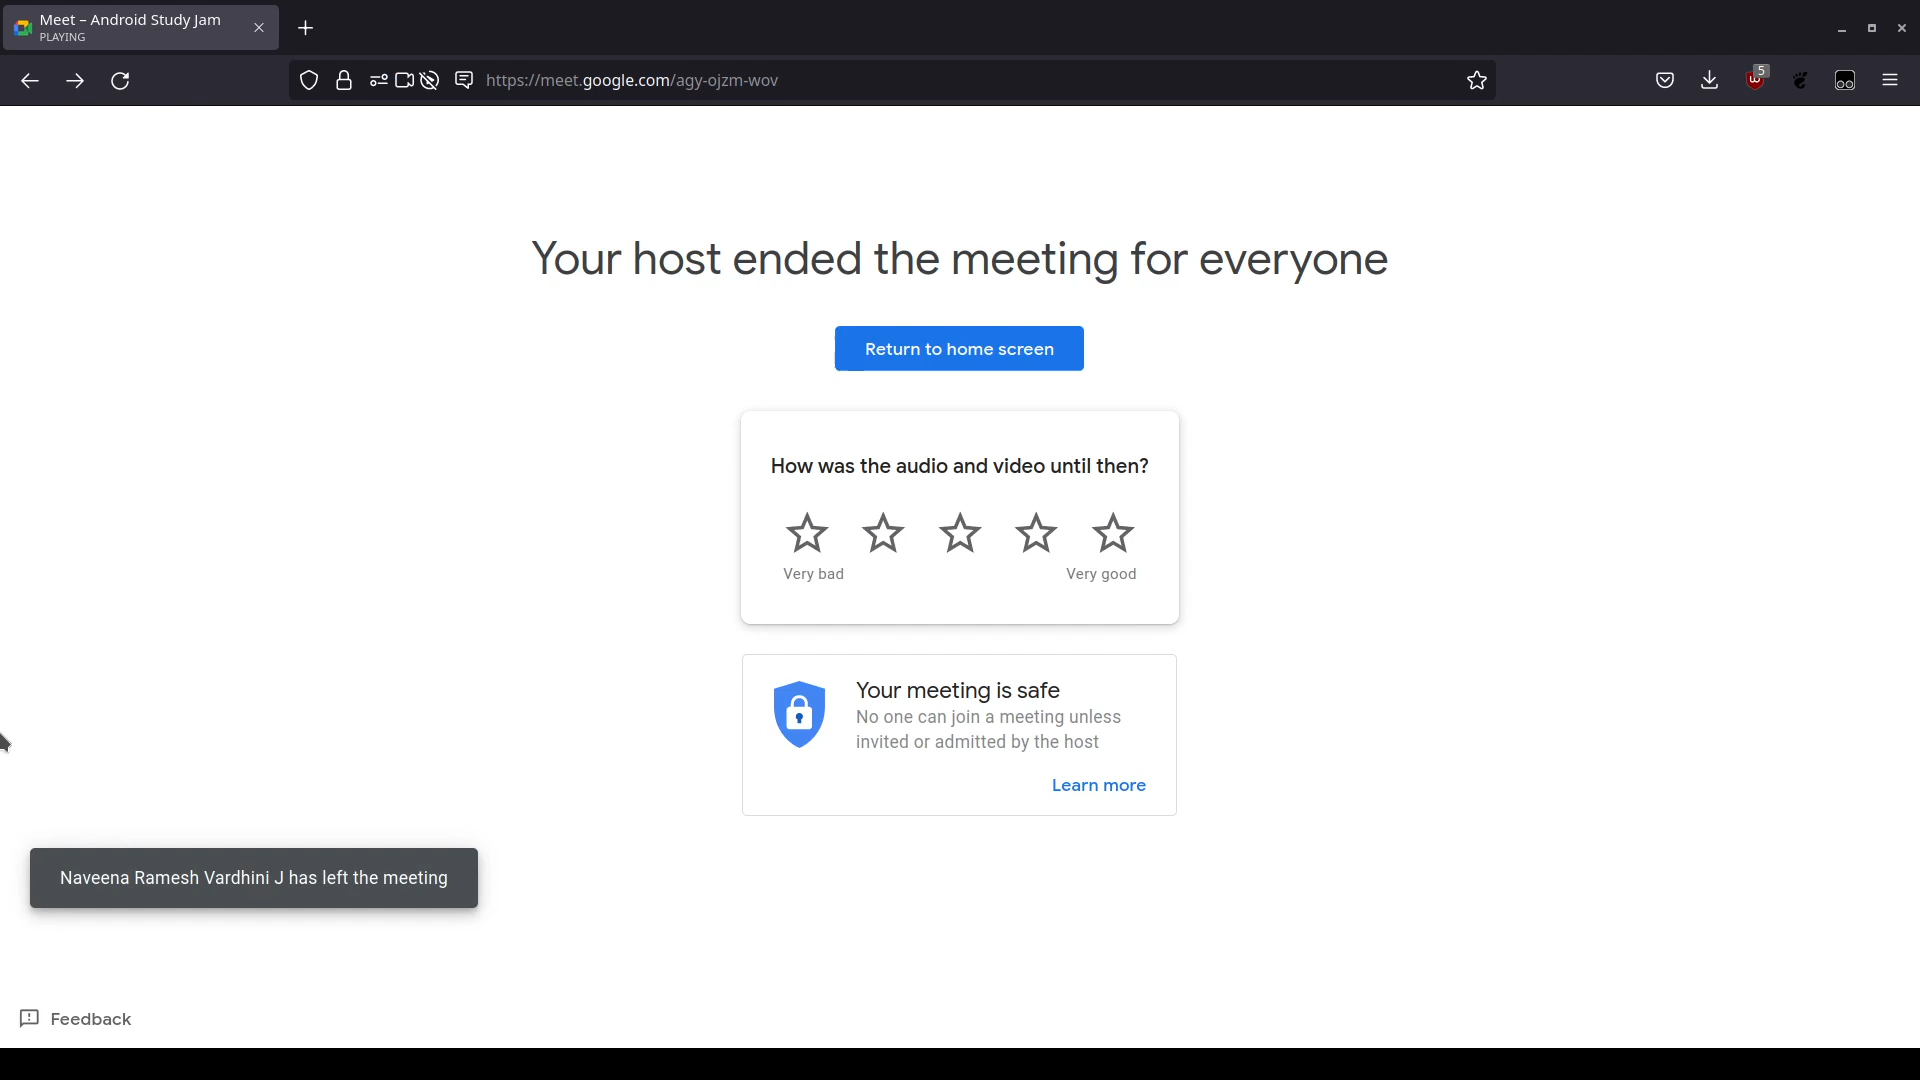 Meet – Android Study Jam
PLAYING
https://meet.google.com/agy-ojzm-wov
5
Your host ended the meeting for everyone
Return to home screen
How was the audio and video until then?
Very bad
Very good
Your meeting is safe
No one can join a meeting unless
invited or admitted by the host
Learn more
Naveena Ramesh Vardhini J has left the meeting
Feedback